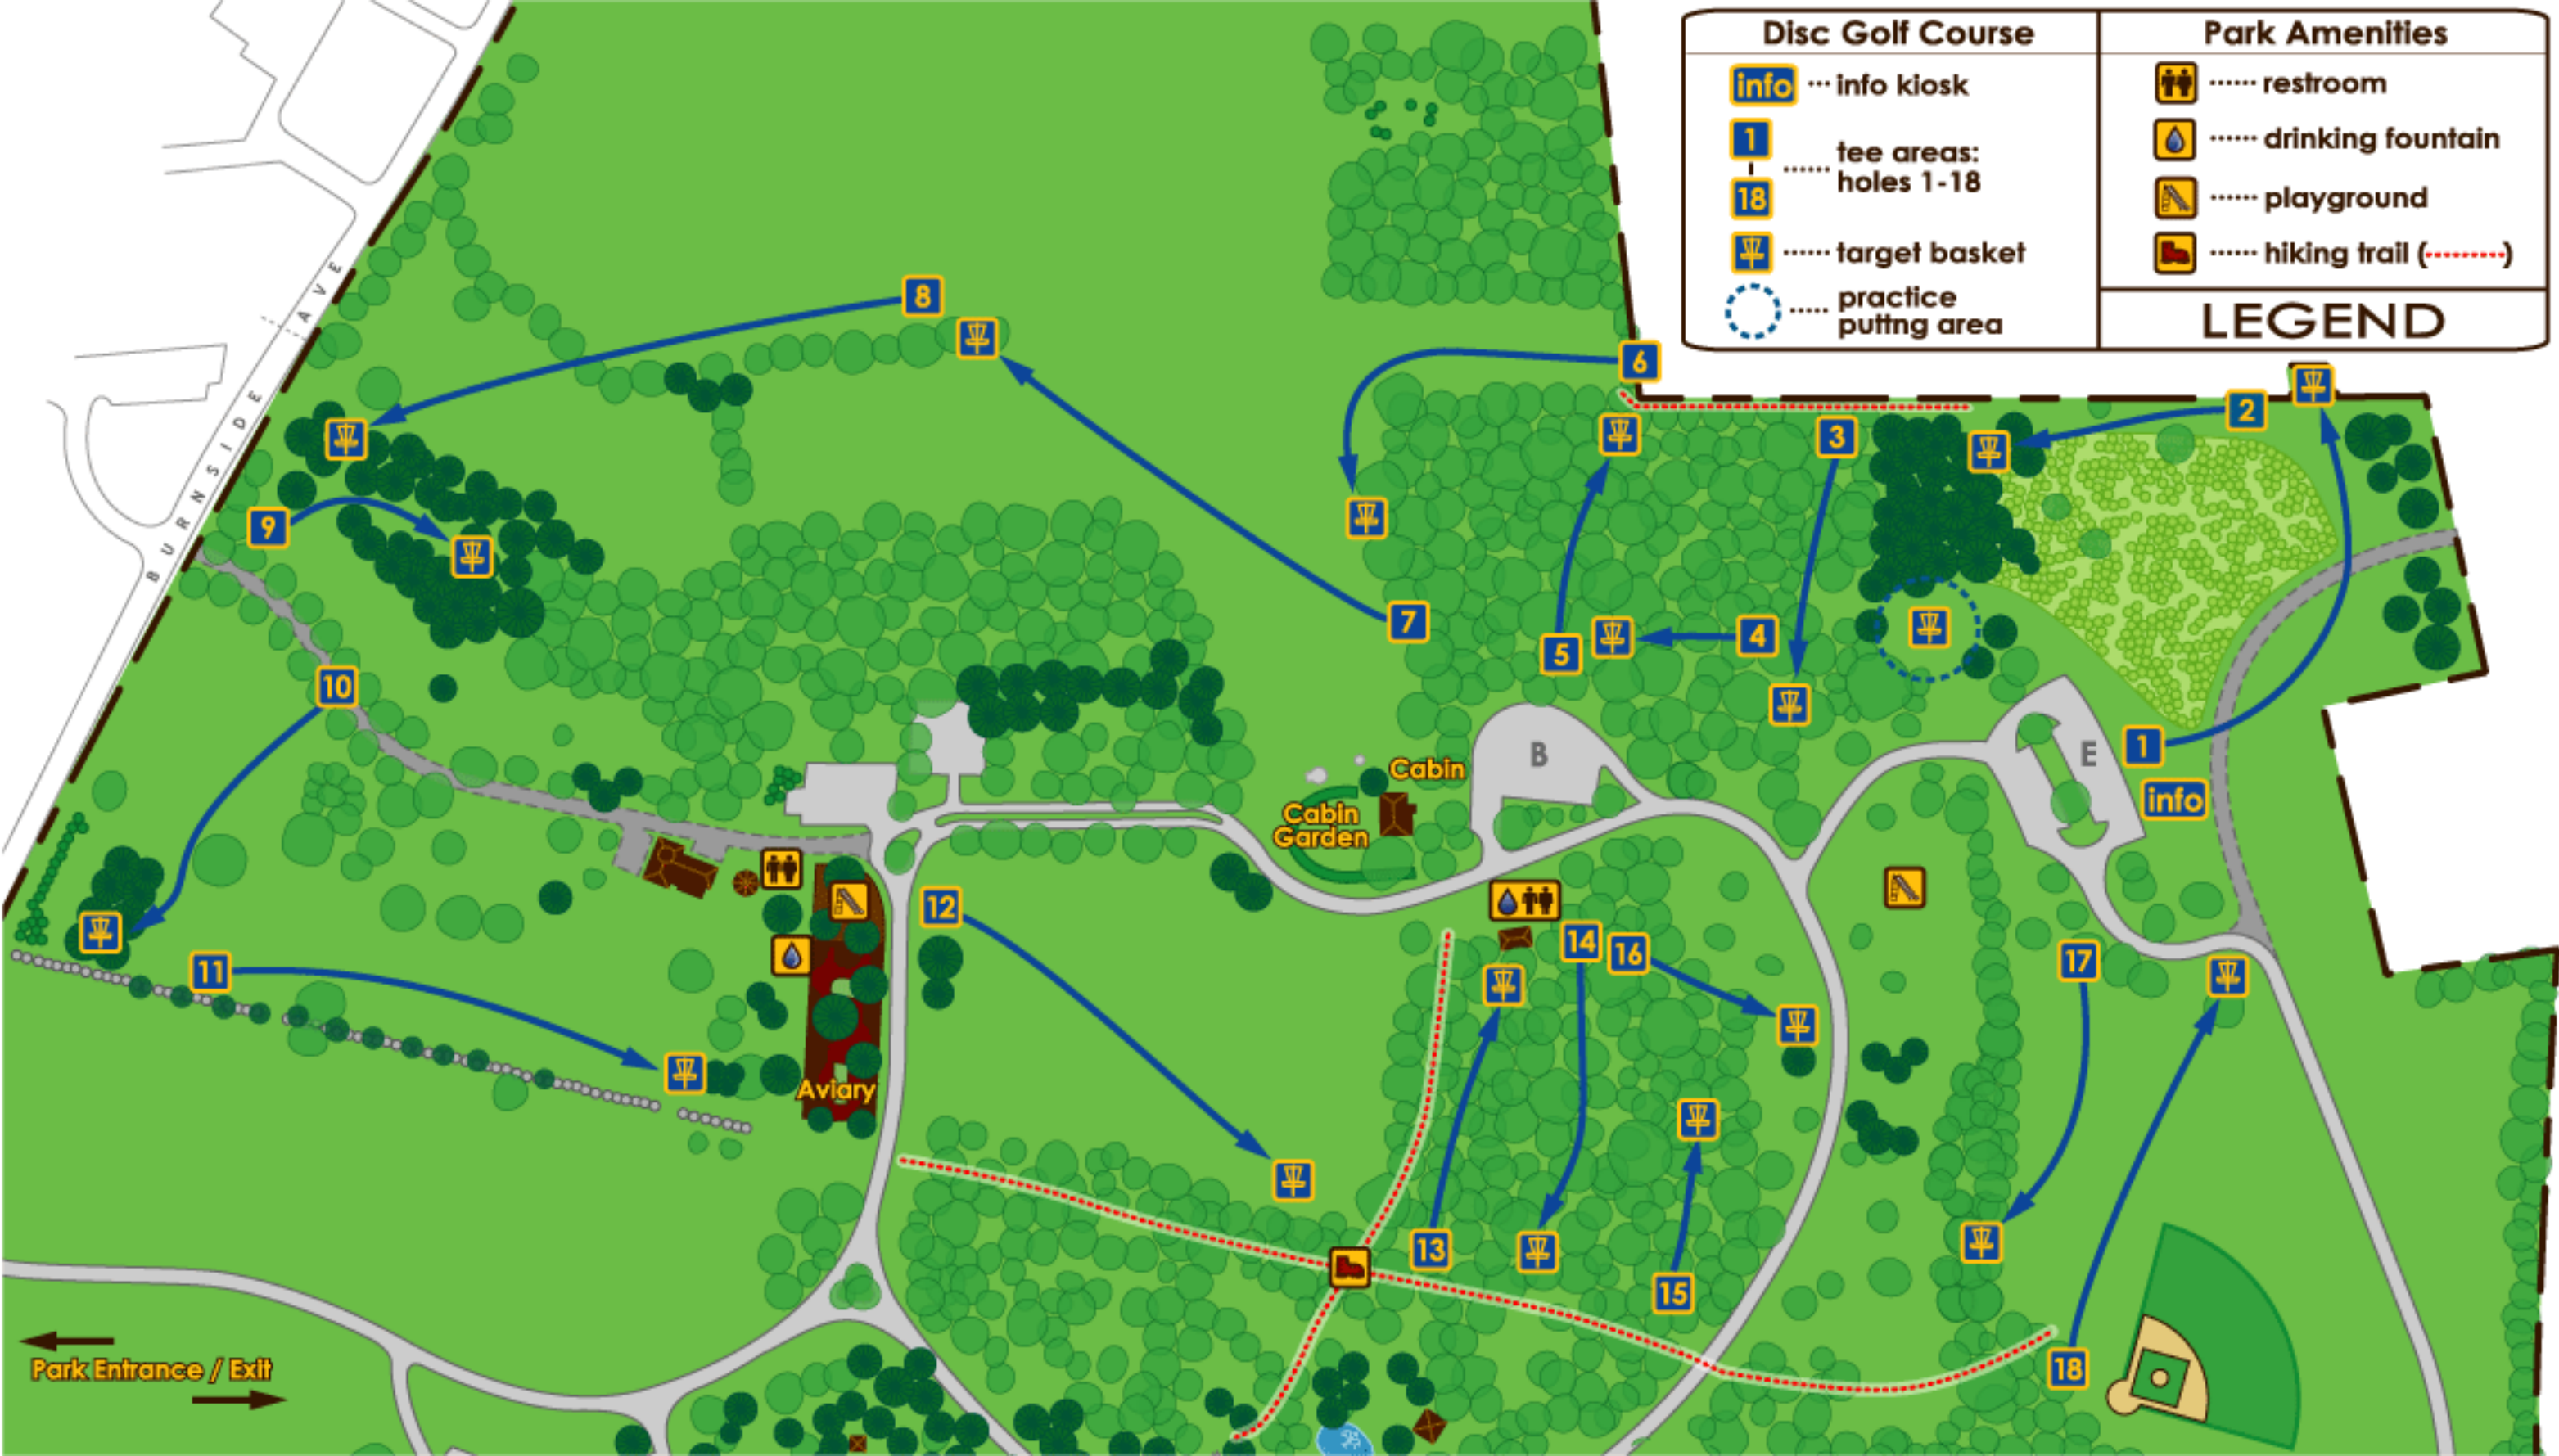 Disc Golf Course
info
info kiosk
1
18
tee areas:
holes 1-18
target basket
practice
puttng area
Park Amenities
restroom
drinking fountain
playground
hiking trail (
)
LEGEND
BURNSIDE AVE
8
6
2
3
9
7
5
4
10
B
E
1
info
Cabin
Cabin
Garden
12
14
16
17
11
Aviary
13
15
18
Park Entrance / Exit